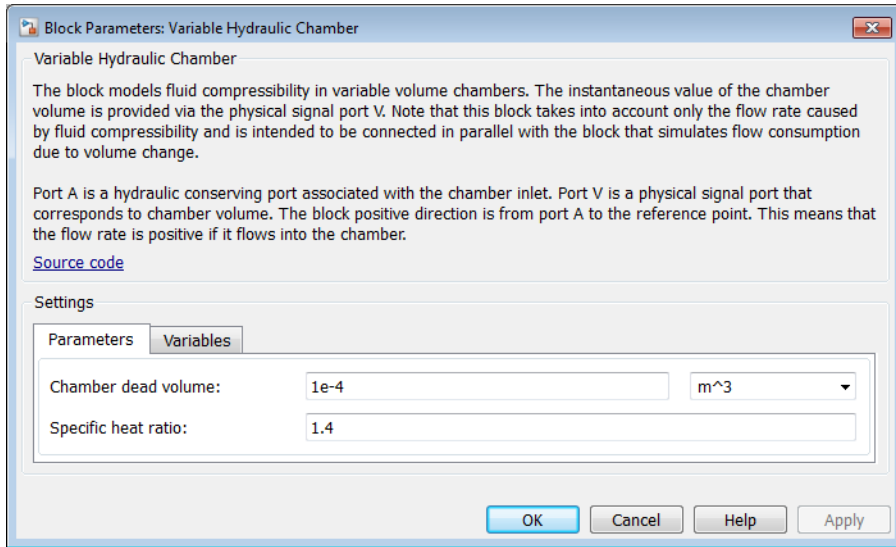 Block Parameters: Variable Hydraulic Chamber
Variable Hydraulic Chamber
The block models fluid compressibility in variable volume chambers. The instantaneous value of the chamber
volume is provided via the physical signal port V. Note that this block takes into account only the flow rate caused
by fluid compressibility and is intended to be connected in parallel with the block that simulates flow consumption
due to volume change.
Port A is a hydraulic conserving port associated with the chamber inlet. Port V is a physical signal port that
corresponds to chamber volume. The block positive direction is from port A to the reference point. This means that
the flow rate is positive if it flows into the chamber.
Source code
Settings
Parameters Variables
Chamber dead volume: 1e-4 m^3
Specific heat ratio: 1.4
OK Cancel Help Apply